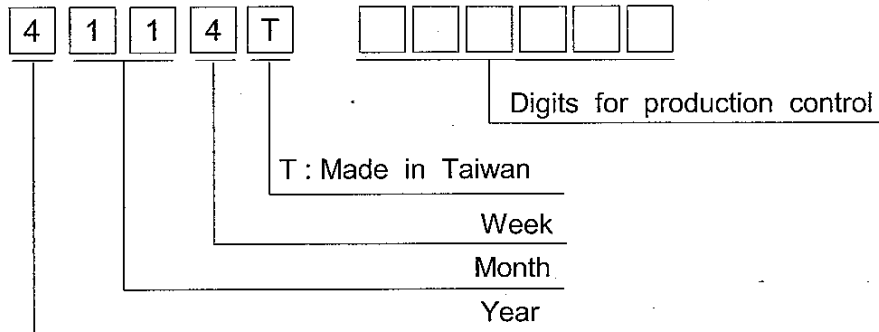 4 1 1 4 T
Digits for production control
T : Made in Taiwan
Week
Month
Year